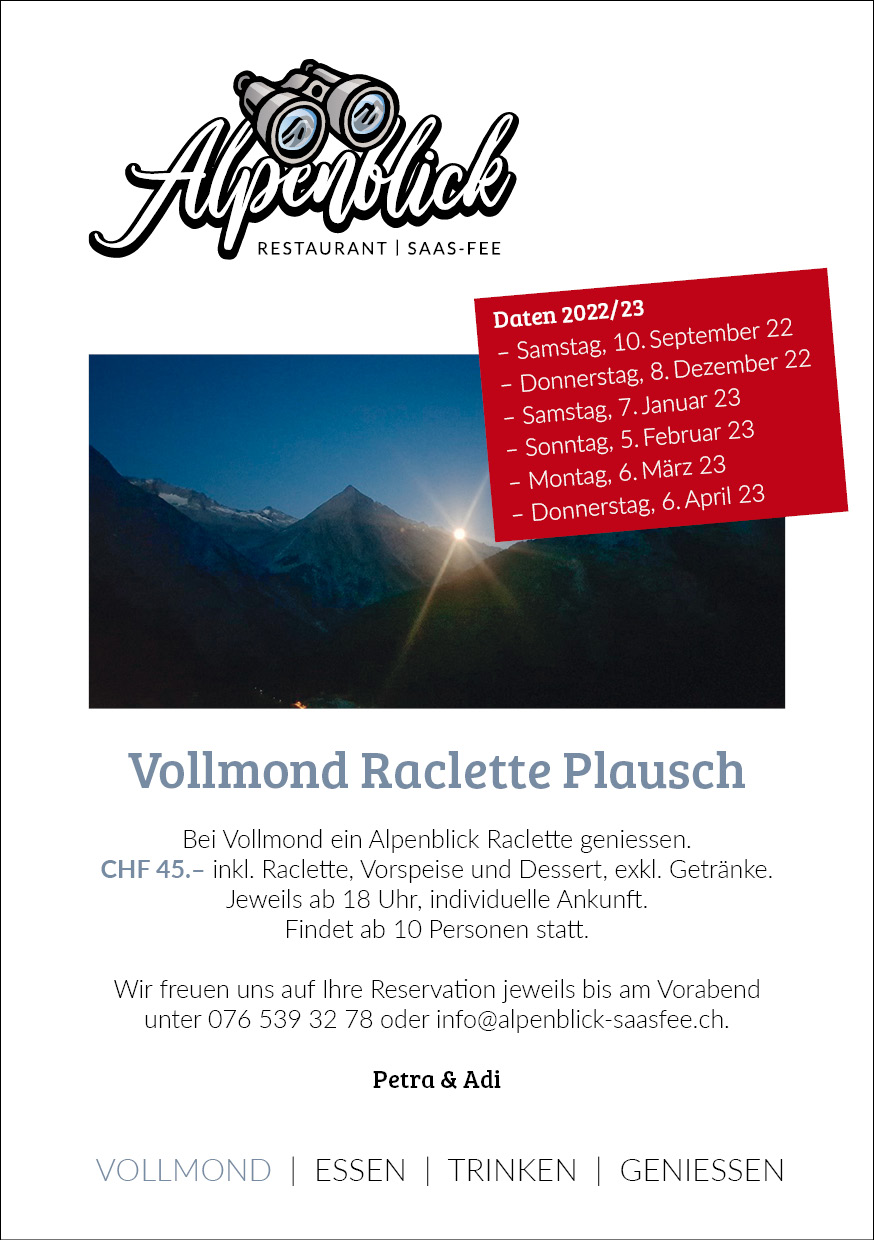 Alpenblick
RESTAURANT | SAAS-FEE
Daten 2022/23
– Samstag, 10. September 22
– Donnerstag, 8. Dezember 22
– Samstag, 7. Januar 23
– Sonntag, 5. Februar 23
– Montag, 6. März 23
– Donnerstag, 6. April 23
Vollmond Raclette Plausch
Bei Vollmond ein Alpenblick Raclette geniessen.
CHF 45.– inkl. Raclette, Vorspeise und Dessert, exkl. Getränke.
Jeweils ab 18 Uhr, individuelle Ankunft.
Findet ab 10 Personen statt.
Wir freuen uns auf Ihre Reservation jeweils bis am Vorabend
unter 076 539 32 78 oder info@alpenblick-saasfee.ch.
Petra & Adi
VOLLMOND | ESSEN | TRINKEN | GENIESSEN